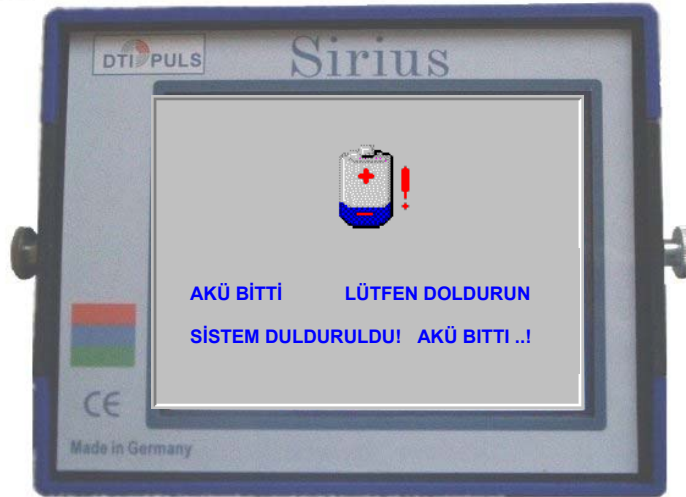 DTI PULS
Sirius
AKÜ BİTTİ LÜTFEN DOLDURUN
SİSTEM DULDURULDU! AKÜ BITTI ..!
CE
Made in Germany